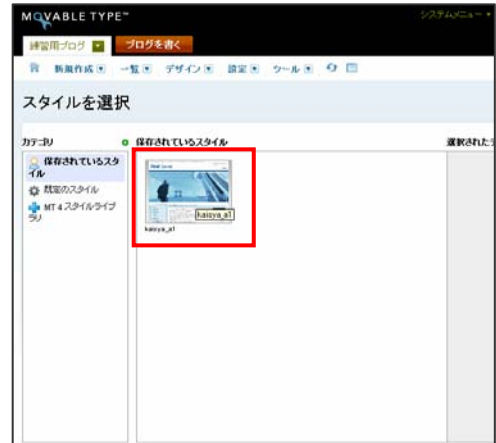 MOVABLE TYPE™
システムメニュー
練習用ブログ
ブログを書く
新規作成
一覧
デザイン
設定
ツール
スタイルを選択
カテゴリ
保存されているスタイル
選択されたデ
保存されているスタ
イル
既定のスタイル
MT 4 スタイルライブ
ラリ
kaisya_a1
kaisya_a1